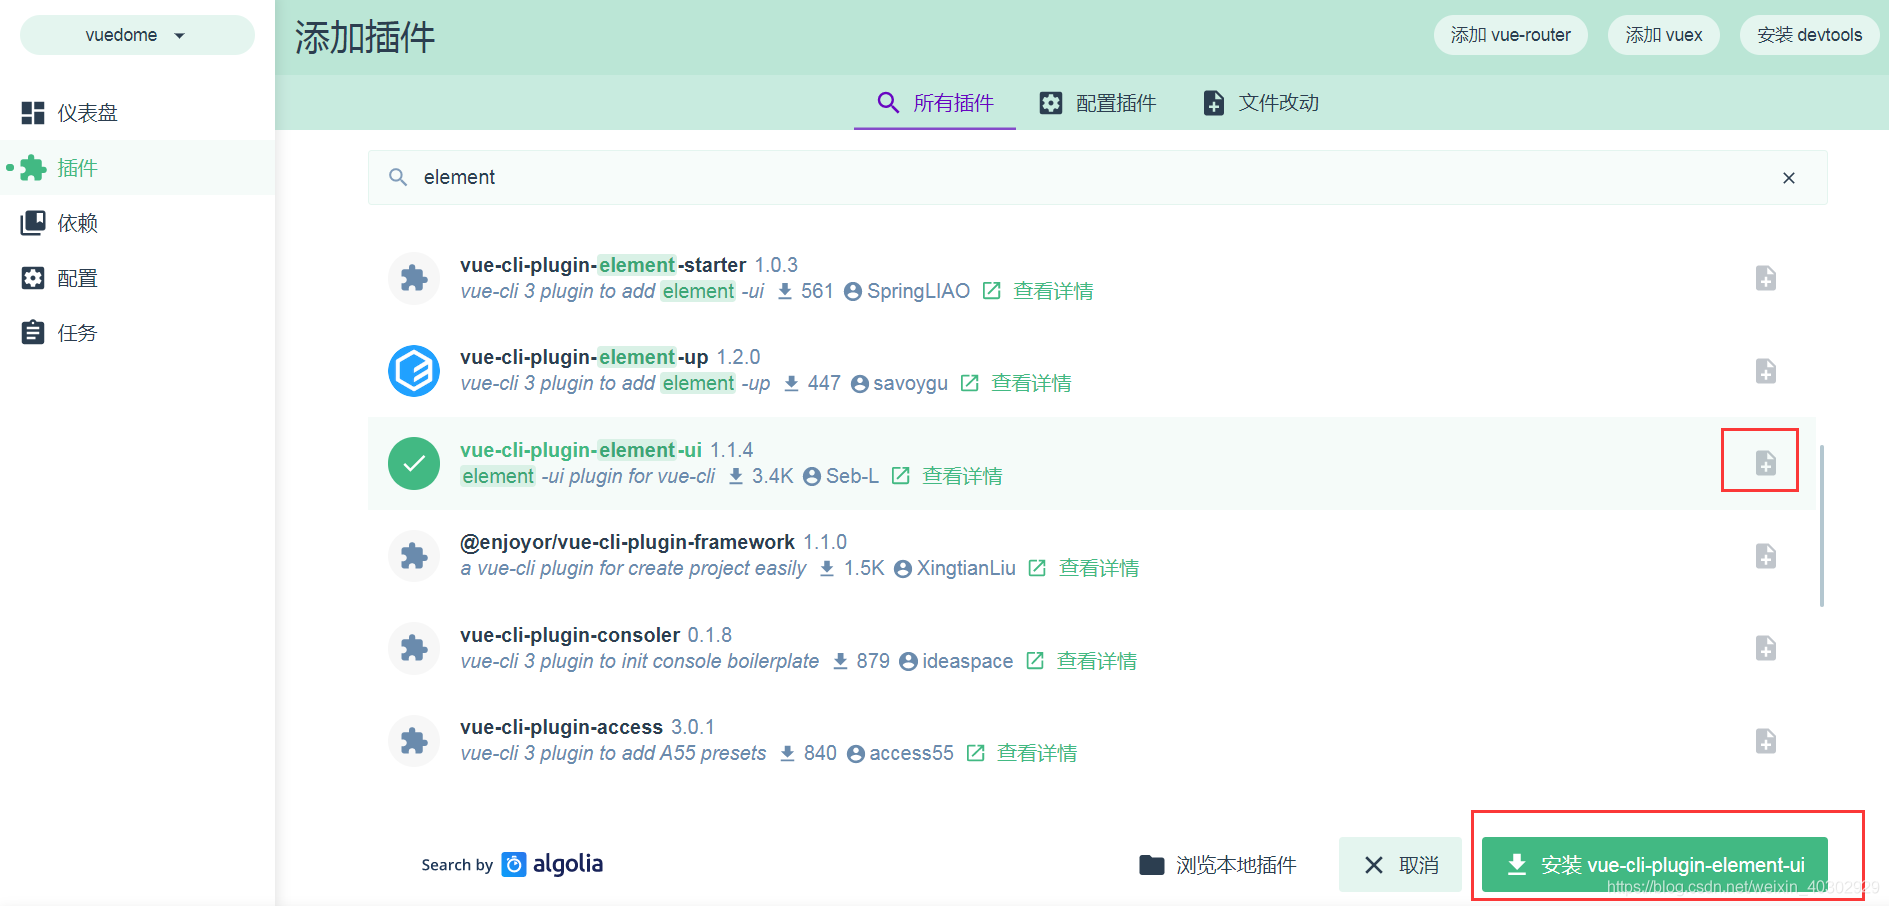 vuedome
仪表盘
插件
依赖
配置
任务
添加插件
添加 vue-router
添加 vuex
安装 devtools
所有插件
配置插件
文件改动
element
vue-cli-plugin-element-starter 1.0.3
vue-cli 3 plugin to add element -ui 561 SpringLIAO 查看详情
vue-cli-plugin-element-up 1.2.0
vue-cli 3 plugin to add element -up 447 savoygu 查看详情
vue-cli-plugin-element-ui 1.1.4
element -ui plugin for vue-cli 3.4K Seb-L 查看详情
@enjoyor/vue-cli-plugin-framework 1.1.0
a vue-cli plugin for create project easily 1.5K XingtianLiu 查看详情
vue-cli-plugin-consoler 0.1.8
vue-cli 3 plugin to init console boilerplate 879 ideaspace 查看详情
vue-cli-plugin-access 3.0.1
vue-cli 3 plugin to add A55 presets 840 access55 查看详情
Search by algolia
浏览本地插件
取消
安装 vue-cli-plugin-element-ui
https://blog.csdn.net/weixin_40302929